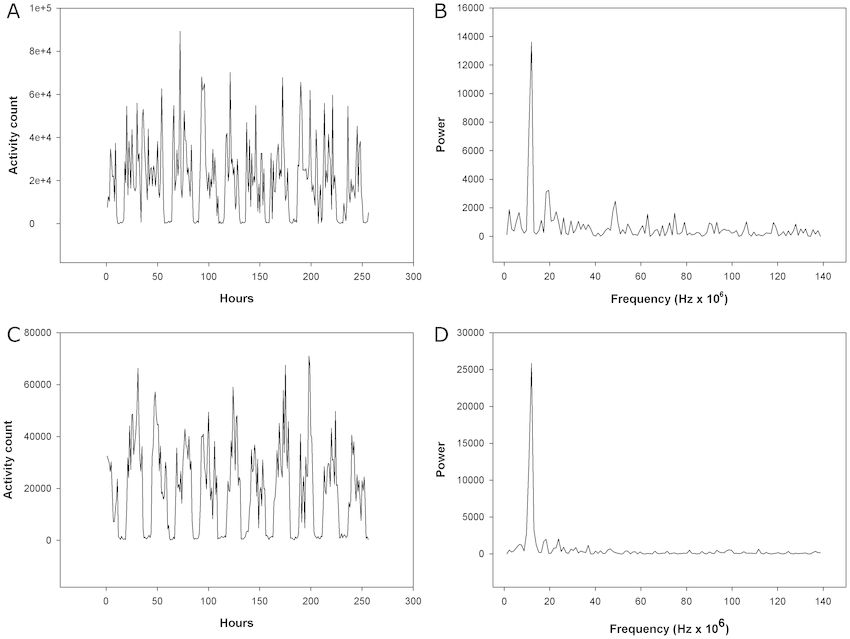 A
1e+5
8e+4
6e+4
4e+4
2e+4
0
Activity count
0 50 100 150 200 250 300
Hours
B
16000
14000
12000
10000
8000
6000
4000
2000
0
Power
0 20 40 60 80 100 120 140
Frequency (Hz x 10⁶)
C
80000
60000
40000
20000
0
Activity count
0 50 100 150 200 250 300
Hours
D
30000
25000
20000
15000
10000
5000
0
Power
0 20 40 60 80 100 120 140
Frequency (Hz x 10⁶)